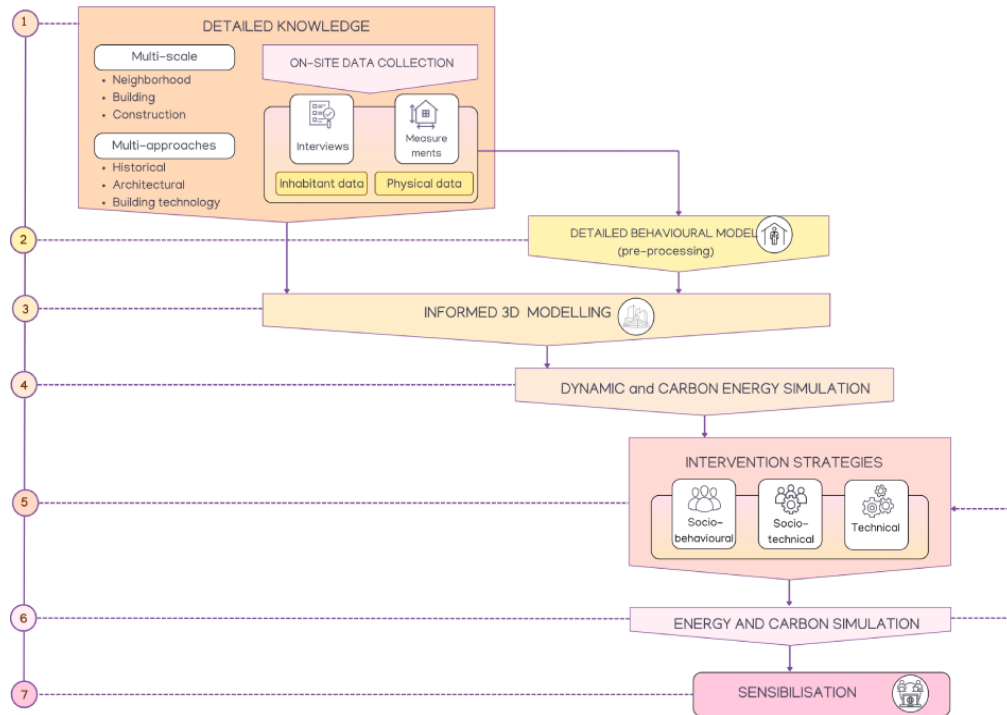 1
DETAILED KNOWLEDGE
Multi-scale
• Neighborhood
• Building
• Construction
Multi-approaches
• Historical
• Architectural
• Building technology
ON-SITE DATA COLLECTION
Interviews
Measure
ments
Inhabitant data
Physical data
2
DETAILED BEHAVIOURAL MODEL
(pre-processing)
3
INFORMED 3D MODELLING
4
DYNAMIC and CARBON ENERGY SIMULATION
5
INTERVENTION STRATEGIES
Socio-
behavioural
Socio-
technical
Technical
6
ENERGY AND CARBON SIMULATION
7
SENSIBILISATION